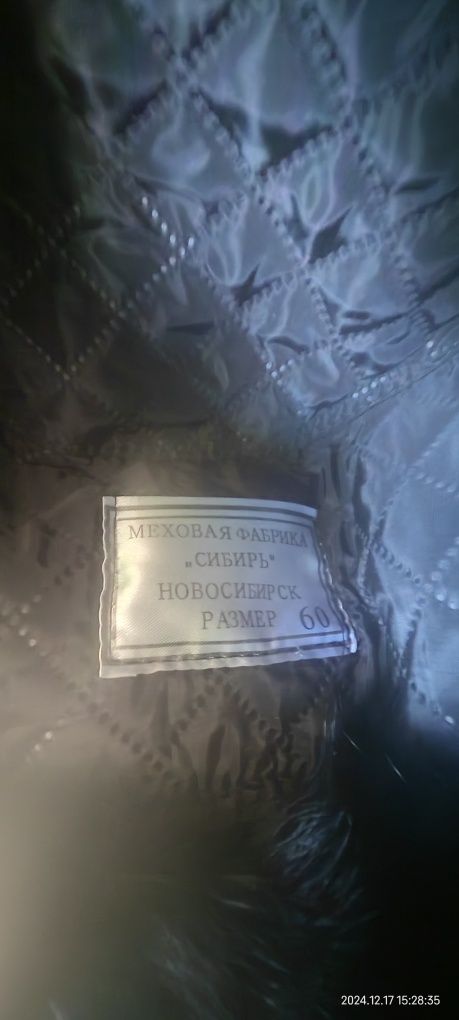 МЕХОВАЯ ФАБРИКА
„СИБИРЬ"
НОВОСИБИРСК
РАЗМЕР 60
2024.12.17 15:28:35